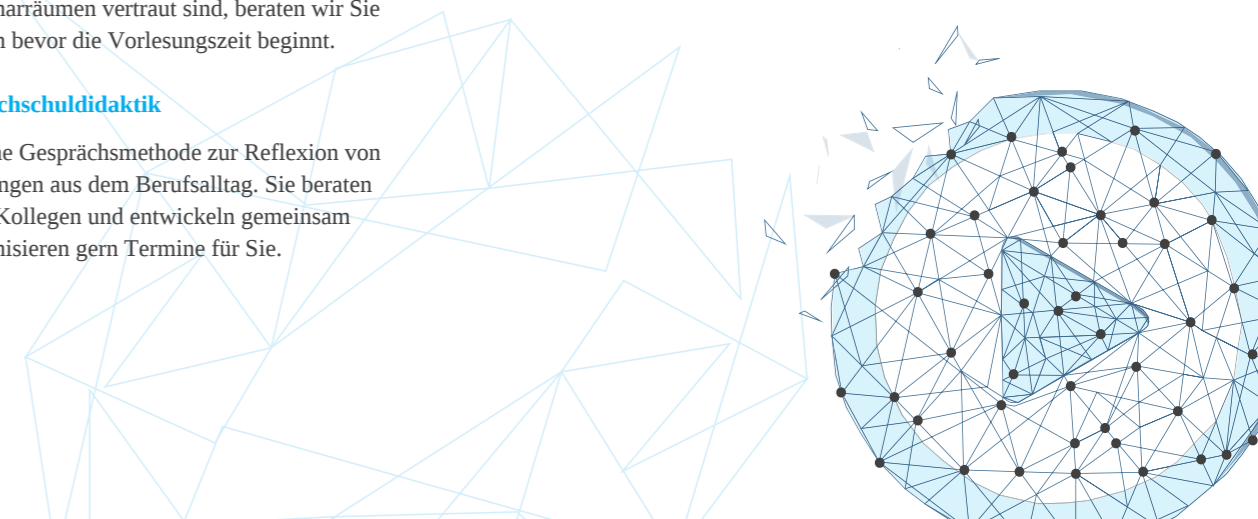 narräumen vertraut sind, beraten wir Sie
n bevor die Vorlesungszeit beginnt.
chschuldidaktik
ne Gesprächsmethode zur Reflexion von
ngen aus dem Berufsalltag. Sie beraten
Kollegen und entwickeln gemeinsam
nisieren gern Termine für Sie.